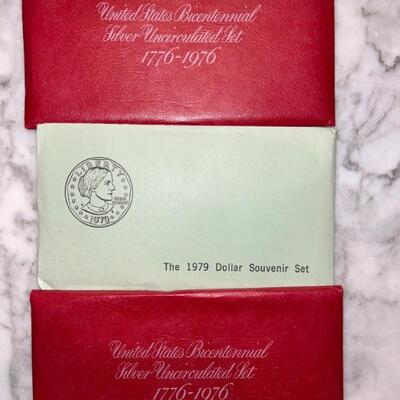 United States Bicentennial
Silver Uncirculated Set
1776-1976
LIBERTY
1979
The 1979 Dollar Souvenir Set
United States Bicentennial
Silver Uncirculated Set
1776-1976